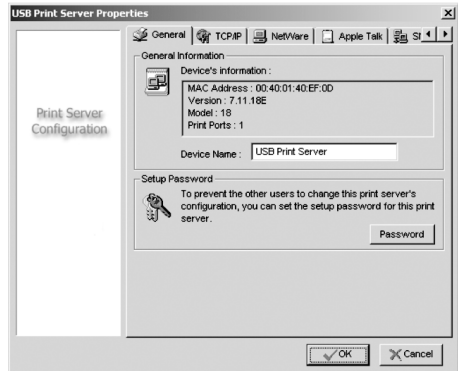 USB Print Server Properties
General TCP/IP NetWare Apple Talk
Print Server
Configuration
General Information
Device's information :
MAC Address : 00:40:01:40:EF:0D
Version : 7.11.18E
Model : 18
Print Ports : 1
Device Name : USB Print Server
Setup Password
To prevent the other users to change this print server's
configuration, you can set the setup password for this print
server.
Password
OK Cancel